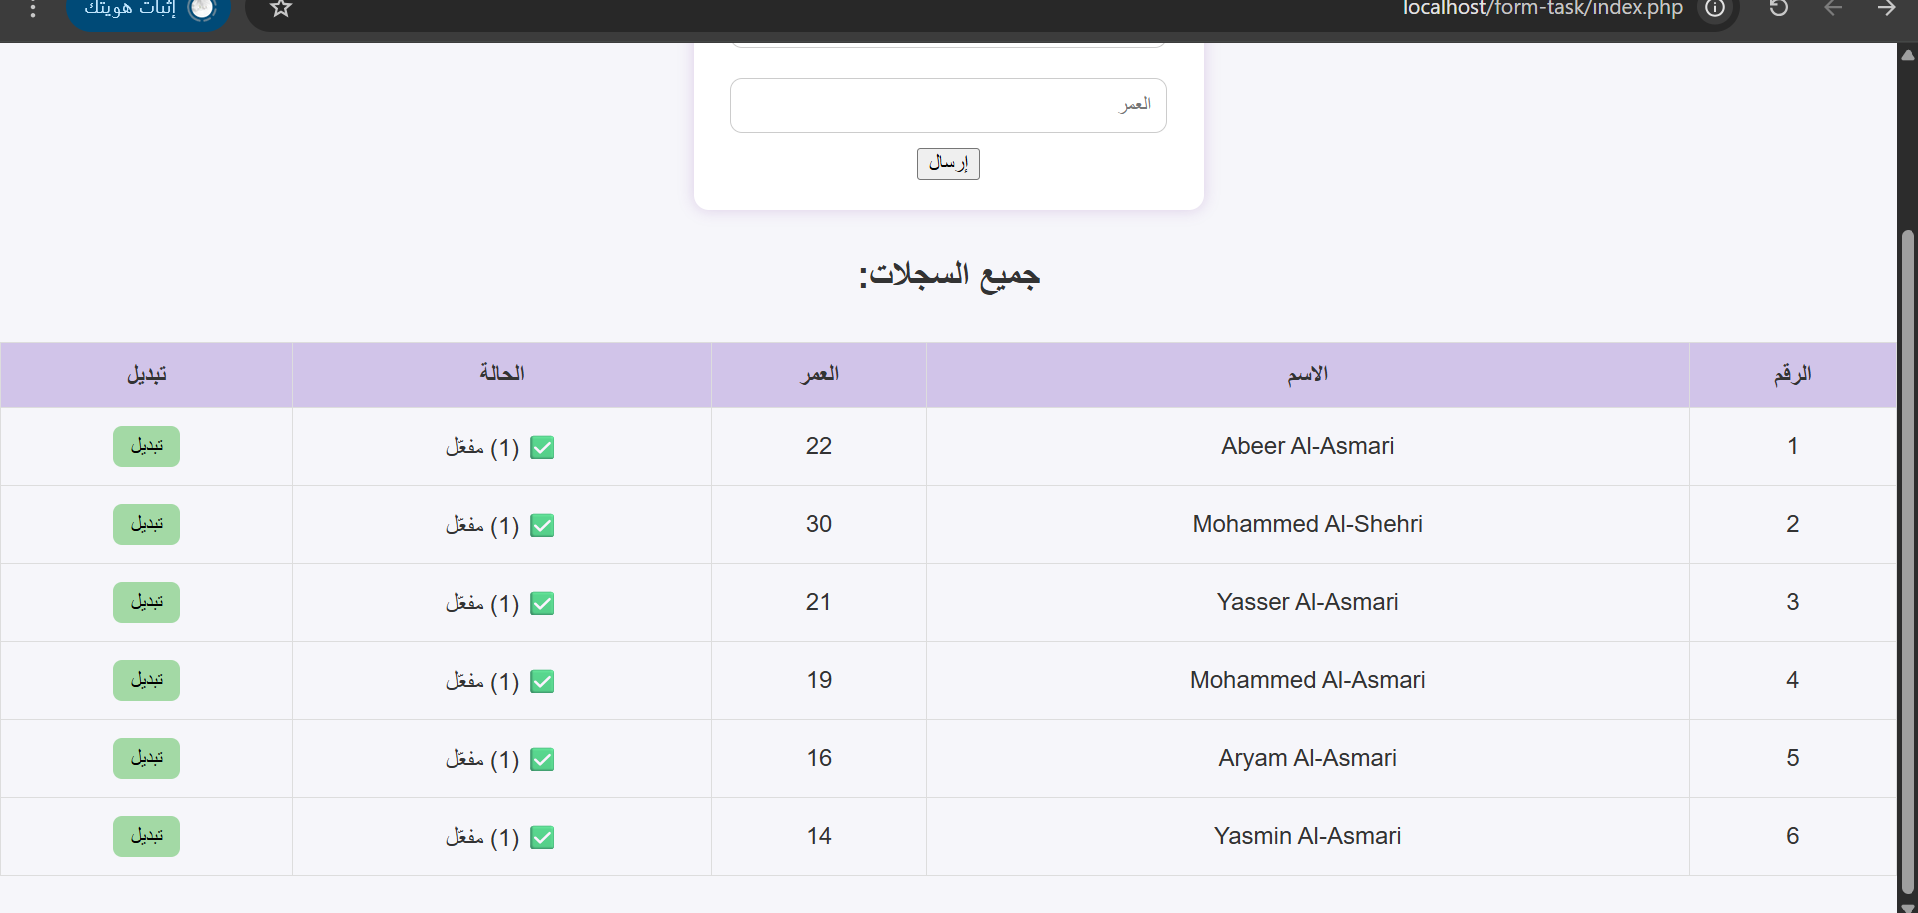 localhost/form-task/index.php
إثبات هويتك
العمر
إرسال
جميع السجلات:
الرقم الاسم العمر الحالة تبديل
1 Abeer Al-Asmari 22 ✅ (1) مفعّل تبديل
2 Mohammed Al-Shehri 30 ✅ (1) مفعّل تبديل
3 Yasser Al-Asmari 21 ✅ (1) مفعّل تبديل
4 Mohammed Al-Asmari 19 ✅ (1) مفعّل تبديل
5 Aryam Al-Asmari 16 ✅ (1) مفعّل تبديل
6 Yasmin Al-Asmari 14 ✅ (1) مفعّل تبديل